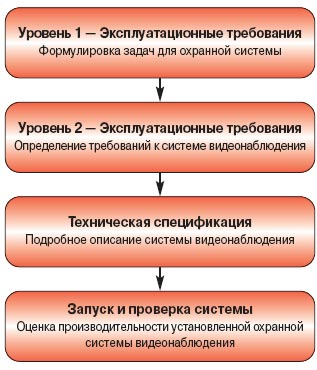 Уровень 1 — Эксплуатационные требования
Формулировка задач для охранной системы
Уровень 2 — Эксплуатационные требования
Определение требований к системе видеонаблюдения
Техническая спецификация
Подробное описание системы видеонаблюдения
Запуск и проверка системы
Оценка производительности установленной охранной
системы видеонаблюдения